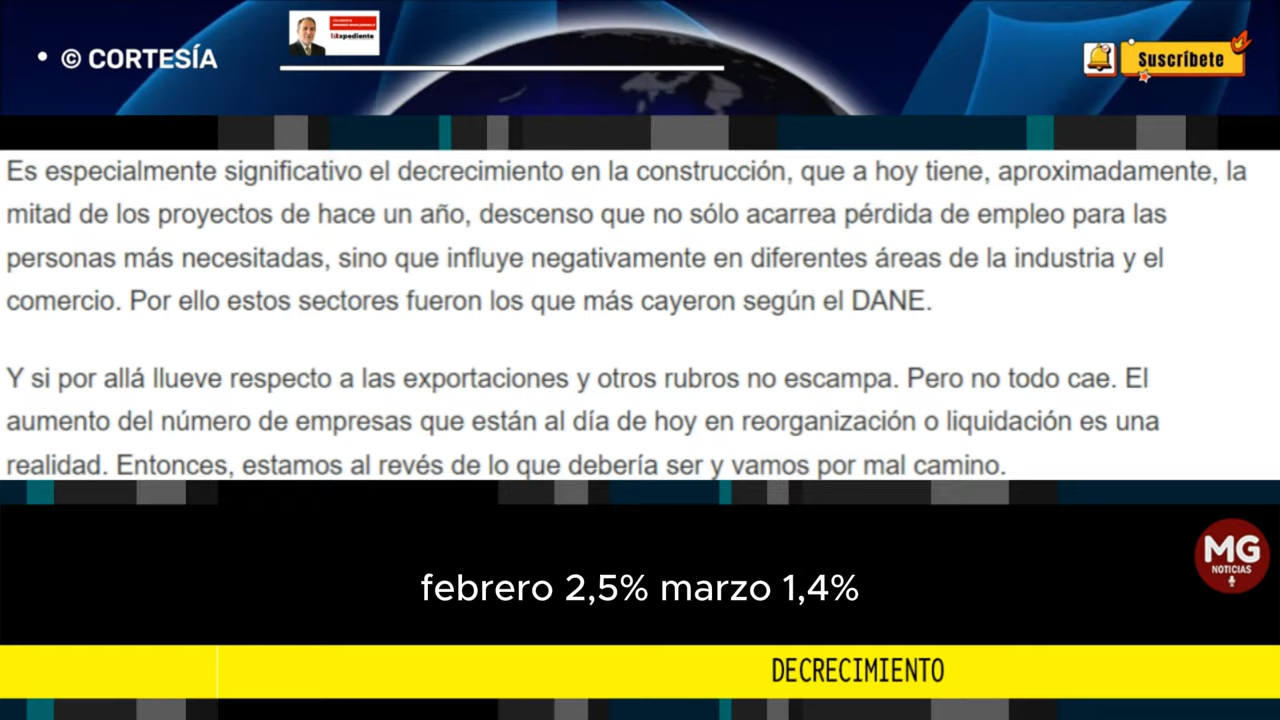 • © CORTESÍA
Expediente
Suscríbete
Es especialmente significativo el decrecimiento en la construcción, que a hoy tiene, aproximadamente, la
mitad de los proyectos de hace un año, descenso que no sólo acarrea pérdida de empleo para las
personas más necesitadas, sino que influye negativamente en diferentes áreas de la industria y el
comercio. Por ello estos sectores fueron los que más cayeron según el DANE.
Y si por allá llueve respecto a las exportaciones y otros rubros no escampa. Pero no todo cae. El
aumento del número de empresas que están al día de hoy en reorganización o liquidación es una
realidad. Entonces, estamos al revés de lo que debería ser y vamos por mal camino.
MG
NOTICIAS
febrero 2,5% marzo 1,4%
DECRECIMIENTO